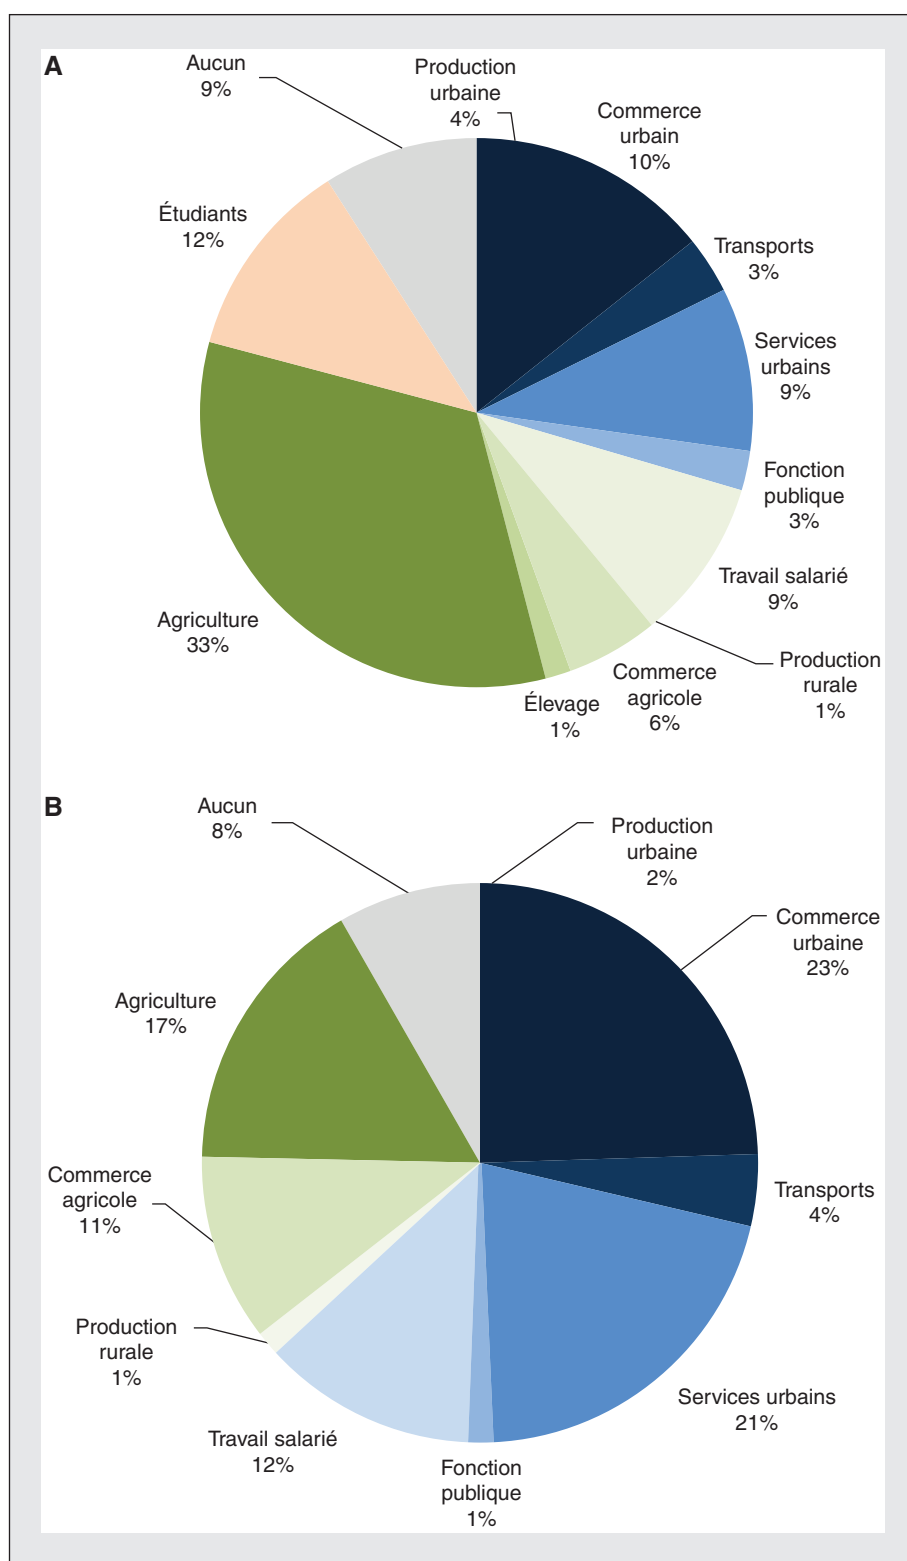 A
Aucun
9%
Production
urbaine
4%
Commerce
urbain
10%
Étudiants
12%
Transports
3%
Services
urbains
9%
Fonction
publique
3%
Travail salarié
9%
Agriculture
33%
Production
rurale
1%
Commerce
agricole
6%
Élevage
1%
B
Aucun
8%
Production
urbaine
2%
Commerce
urbaine
23%
Agriculture
17%
Commerce
agricole
11%
Transports
4%
Production
rurale
1%
Services urbains
21%
Travail salarié
12%
Fonction
publique
1%